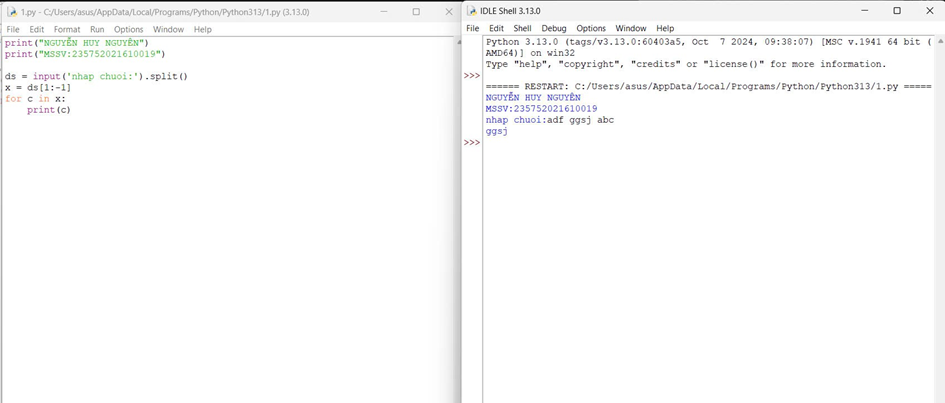 1.py - C:/Users/asus/AppData/Local/Programs/Python/Python313/1.py (3.13.0)
File Edit Format Run Options Window Help
print("NGUYỄN HUY NGUYÊN")
print("MSSV:235752021610019")
ds = input('nhap chuoi:').split()
x = ds[1:-1]
for c in x:
    print(c)
IDLE Shell 3.13.0
File Edit Shell Debug Options Window Help
Python 3.13.0 (tags/v3.13.0:60403a5, Oct  7 2024, 09:38:07) [MSC v.1941 64 bit (
AMD64)] on win32
Type "help", "copyright", "credits" or "license()" for more information.
>>>
====== RESTART: C:/Users/asus/AppData/Local/Programs/Python/Python313/1.py =====
NGUYỄN HUY NGUYÊN
MSSV:235752021610019
nhap chuoi:adf ggsj abc
ggsj
>>>